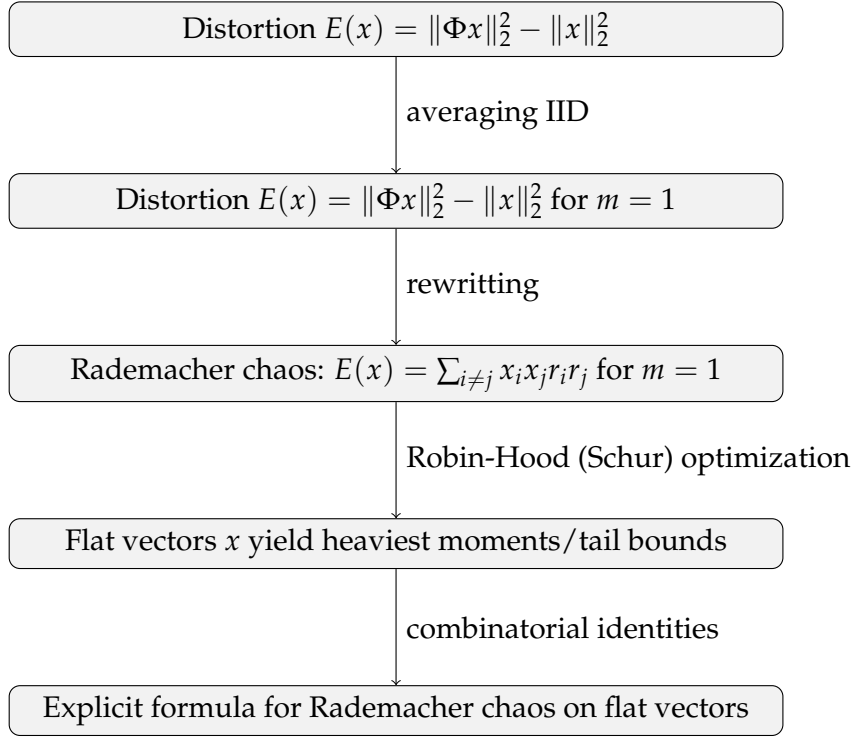 Distortion E(x) = ‖Φx‖₂² − ‖x‖₂²
averaging IID
Distortion E(x) = ‖Φx‖₂² − ‖x‖₂² for m = 1
rewritting
Rademacher chaos: E(x) = ∑_{i≠j} x_i x_j r_i r_j for m = 1
Robin-Hood (Schur) optimization
Flat vectors x yield heaviest moments/tail bounds
combinatorial identities
Explicit formula for Rademacher chaos on flat vectors